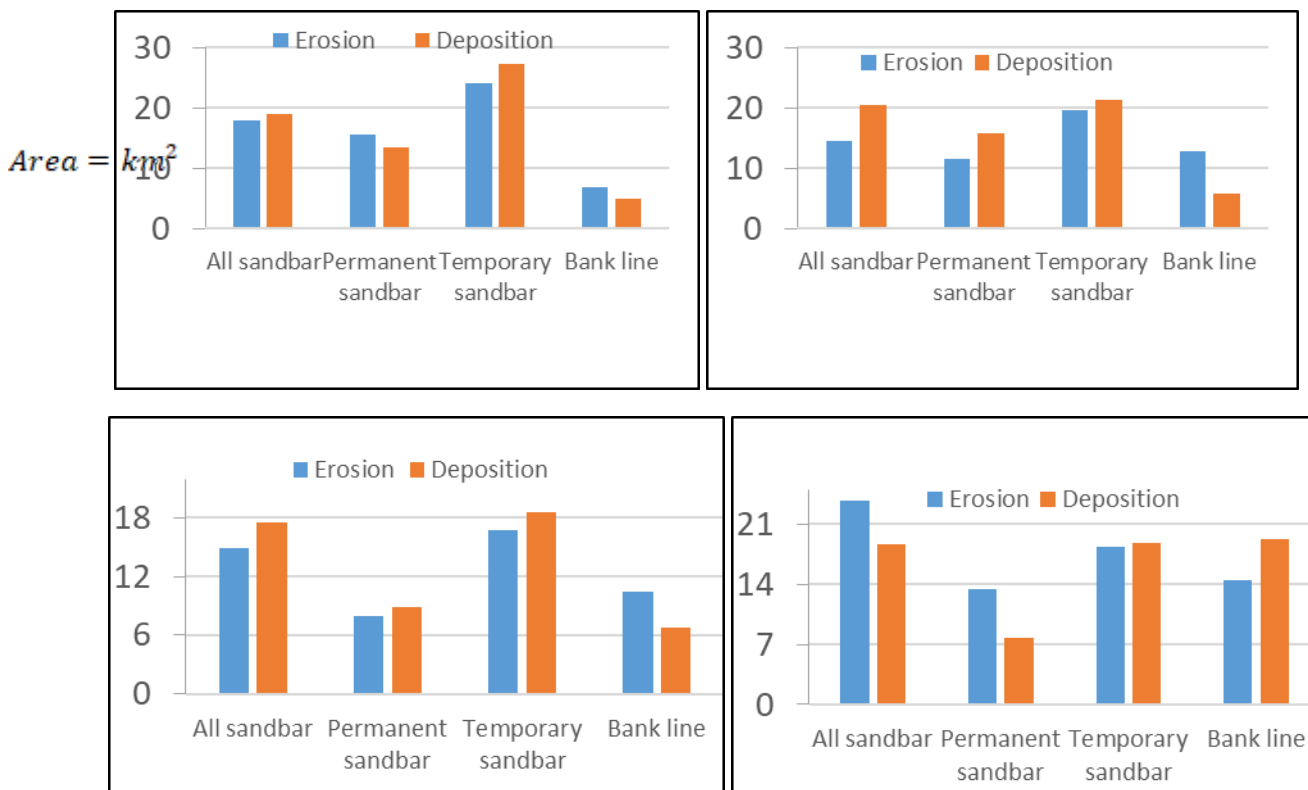 Area = km²
30
20
10
0
Erosion Deposition
All sandbar Permanent sandbar Temporary sandbar Bank line
30
20
10
0
Erosion Deposition
All sandbar Permanent sandbar Temporary sandbar Bank line
18
12
6
0
Erosion Deposition
All sandbar Permanent sandbar Temporary sandbar Bank line
21
14
7
0
Erosion Deposition
All sandbar Permanent sandbar Temporary sandbar Bank line